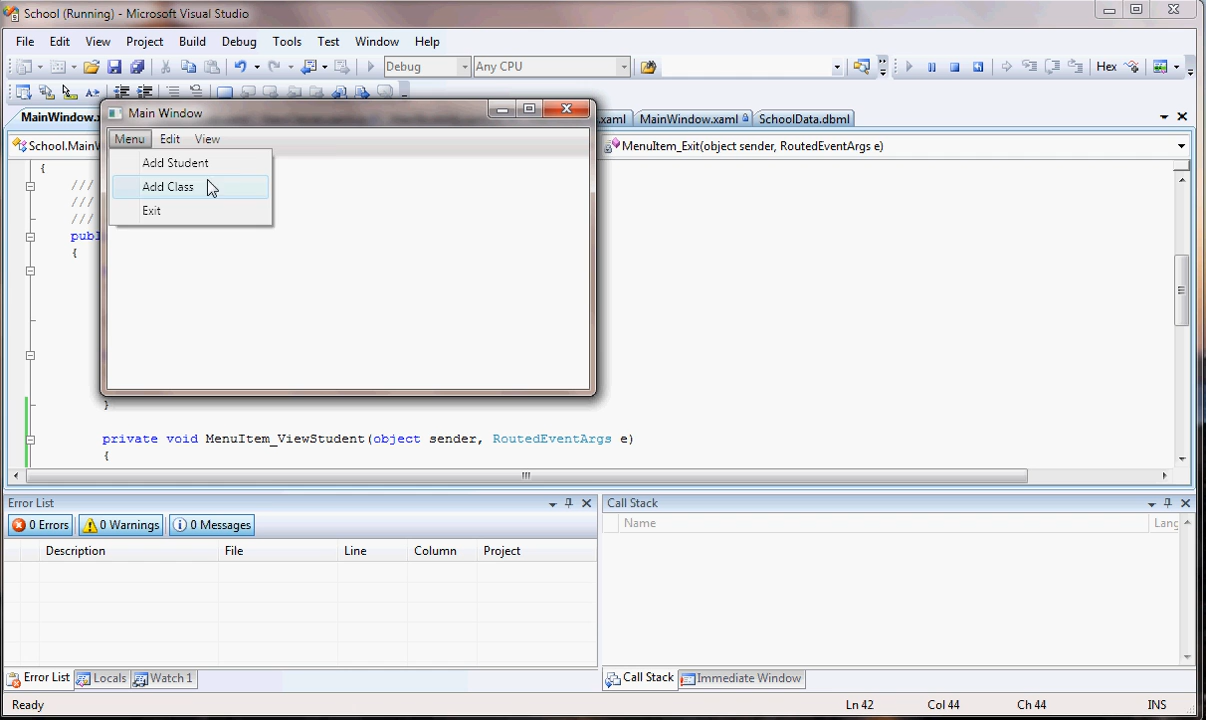 School (Running) - Microsoft Visual Studio
File Edit View Project Build Debug Tools Test Window Help
Debug Any CPU Hex
MainWindow.x .xaml MainWindow.xaml SchoolData.dbml
Main Window
School.MainW MenuItem_Exit(object sender, RoutedEventArgs e)
Menu Edit View
Add Student
Add Class
Exit
{
///
///
///
publ
{
}
private void MenuItem_ViewStudent(object sender, RoutedEventArgs e)
{
Error List Call Stack
0 Errors 0 Warnings 0 Messages
Name Lang
Description File Line Column Project
Error List Locals Watch 1 Call Stack Immediate Window
Ready Ln 42 Col 44 Ch 44 INS